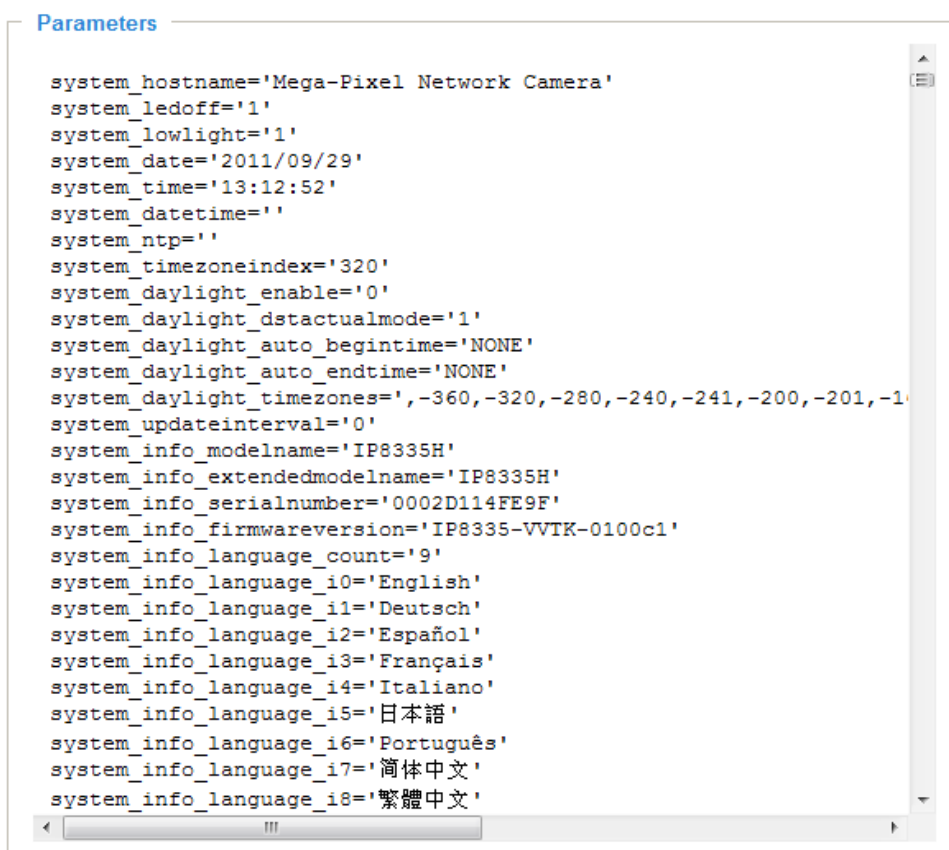 Parameters
system_hostname='Mega-Pixel Network Camera'
system_ledoff='1'
system_lowlight='1'
system_date='2011/09/29'
system_time='13:12:52'
system_datetime=''
system_ntp=''
system_timezoneindex='320'
system_daylight_enable='0'
system_daylight_dstactualmode='1'
system_daylight_auto_begintime='NONE'
system_daylight_auto_endtime='NONE'
system_daylight_timezones=',-360,-320,-280,-240,-241,-200,-201,
system_updateinterval='0'
system_info_modelname='IP8335H'
system_info_extendedmodelname='IP8335H'
system_info_serialnumber='0002D114FE9F'
system_info_firmwareversion='IP8335-VVTK-0100c1'
system_info_language_count='9'
system_info_language_i0='English'
system_info_language_i1='Deutsch'
system_info_language_i2='Español'
system_info_language_i3='Français'
system_info_language_i4='Italiano'
system_info_language_i5='日本語'
system_info_language_i6='Português'
system_info_language_i7='简体中文'
system_info_language_i8='繁體中文'